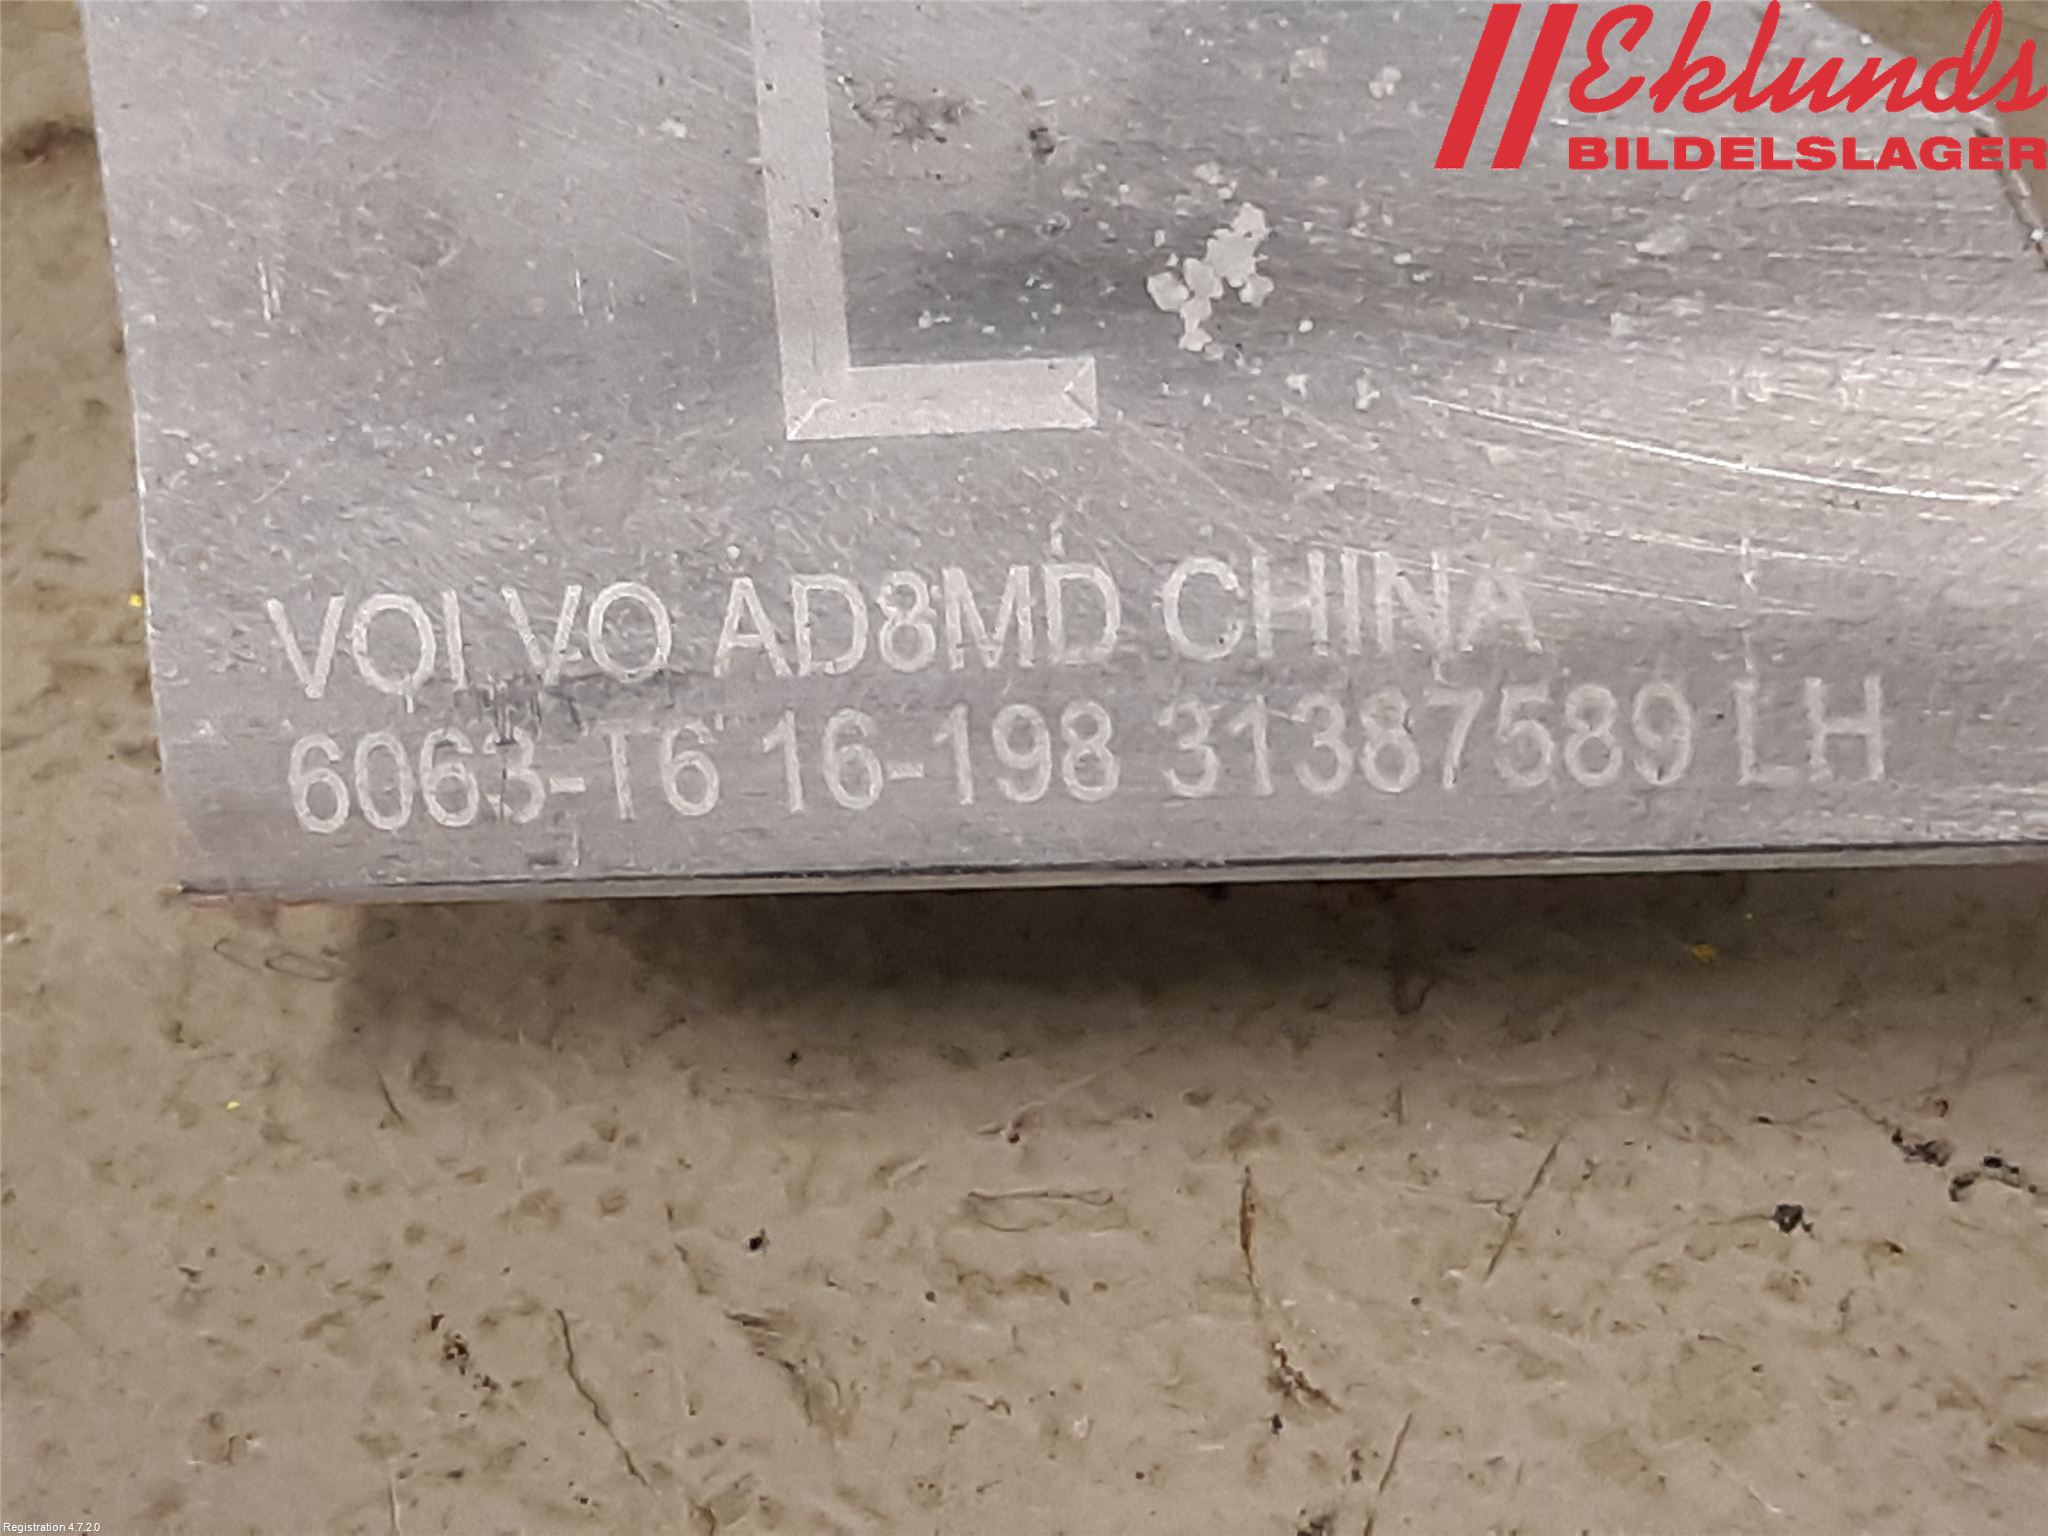 Eklunds
BILDELSLAGER
L
VOLVO AD8MD CHINA
6063-T6 16-198 31387589 LH
Registration 4.7.2.0